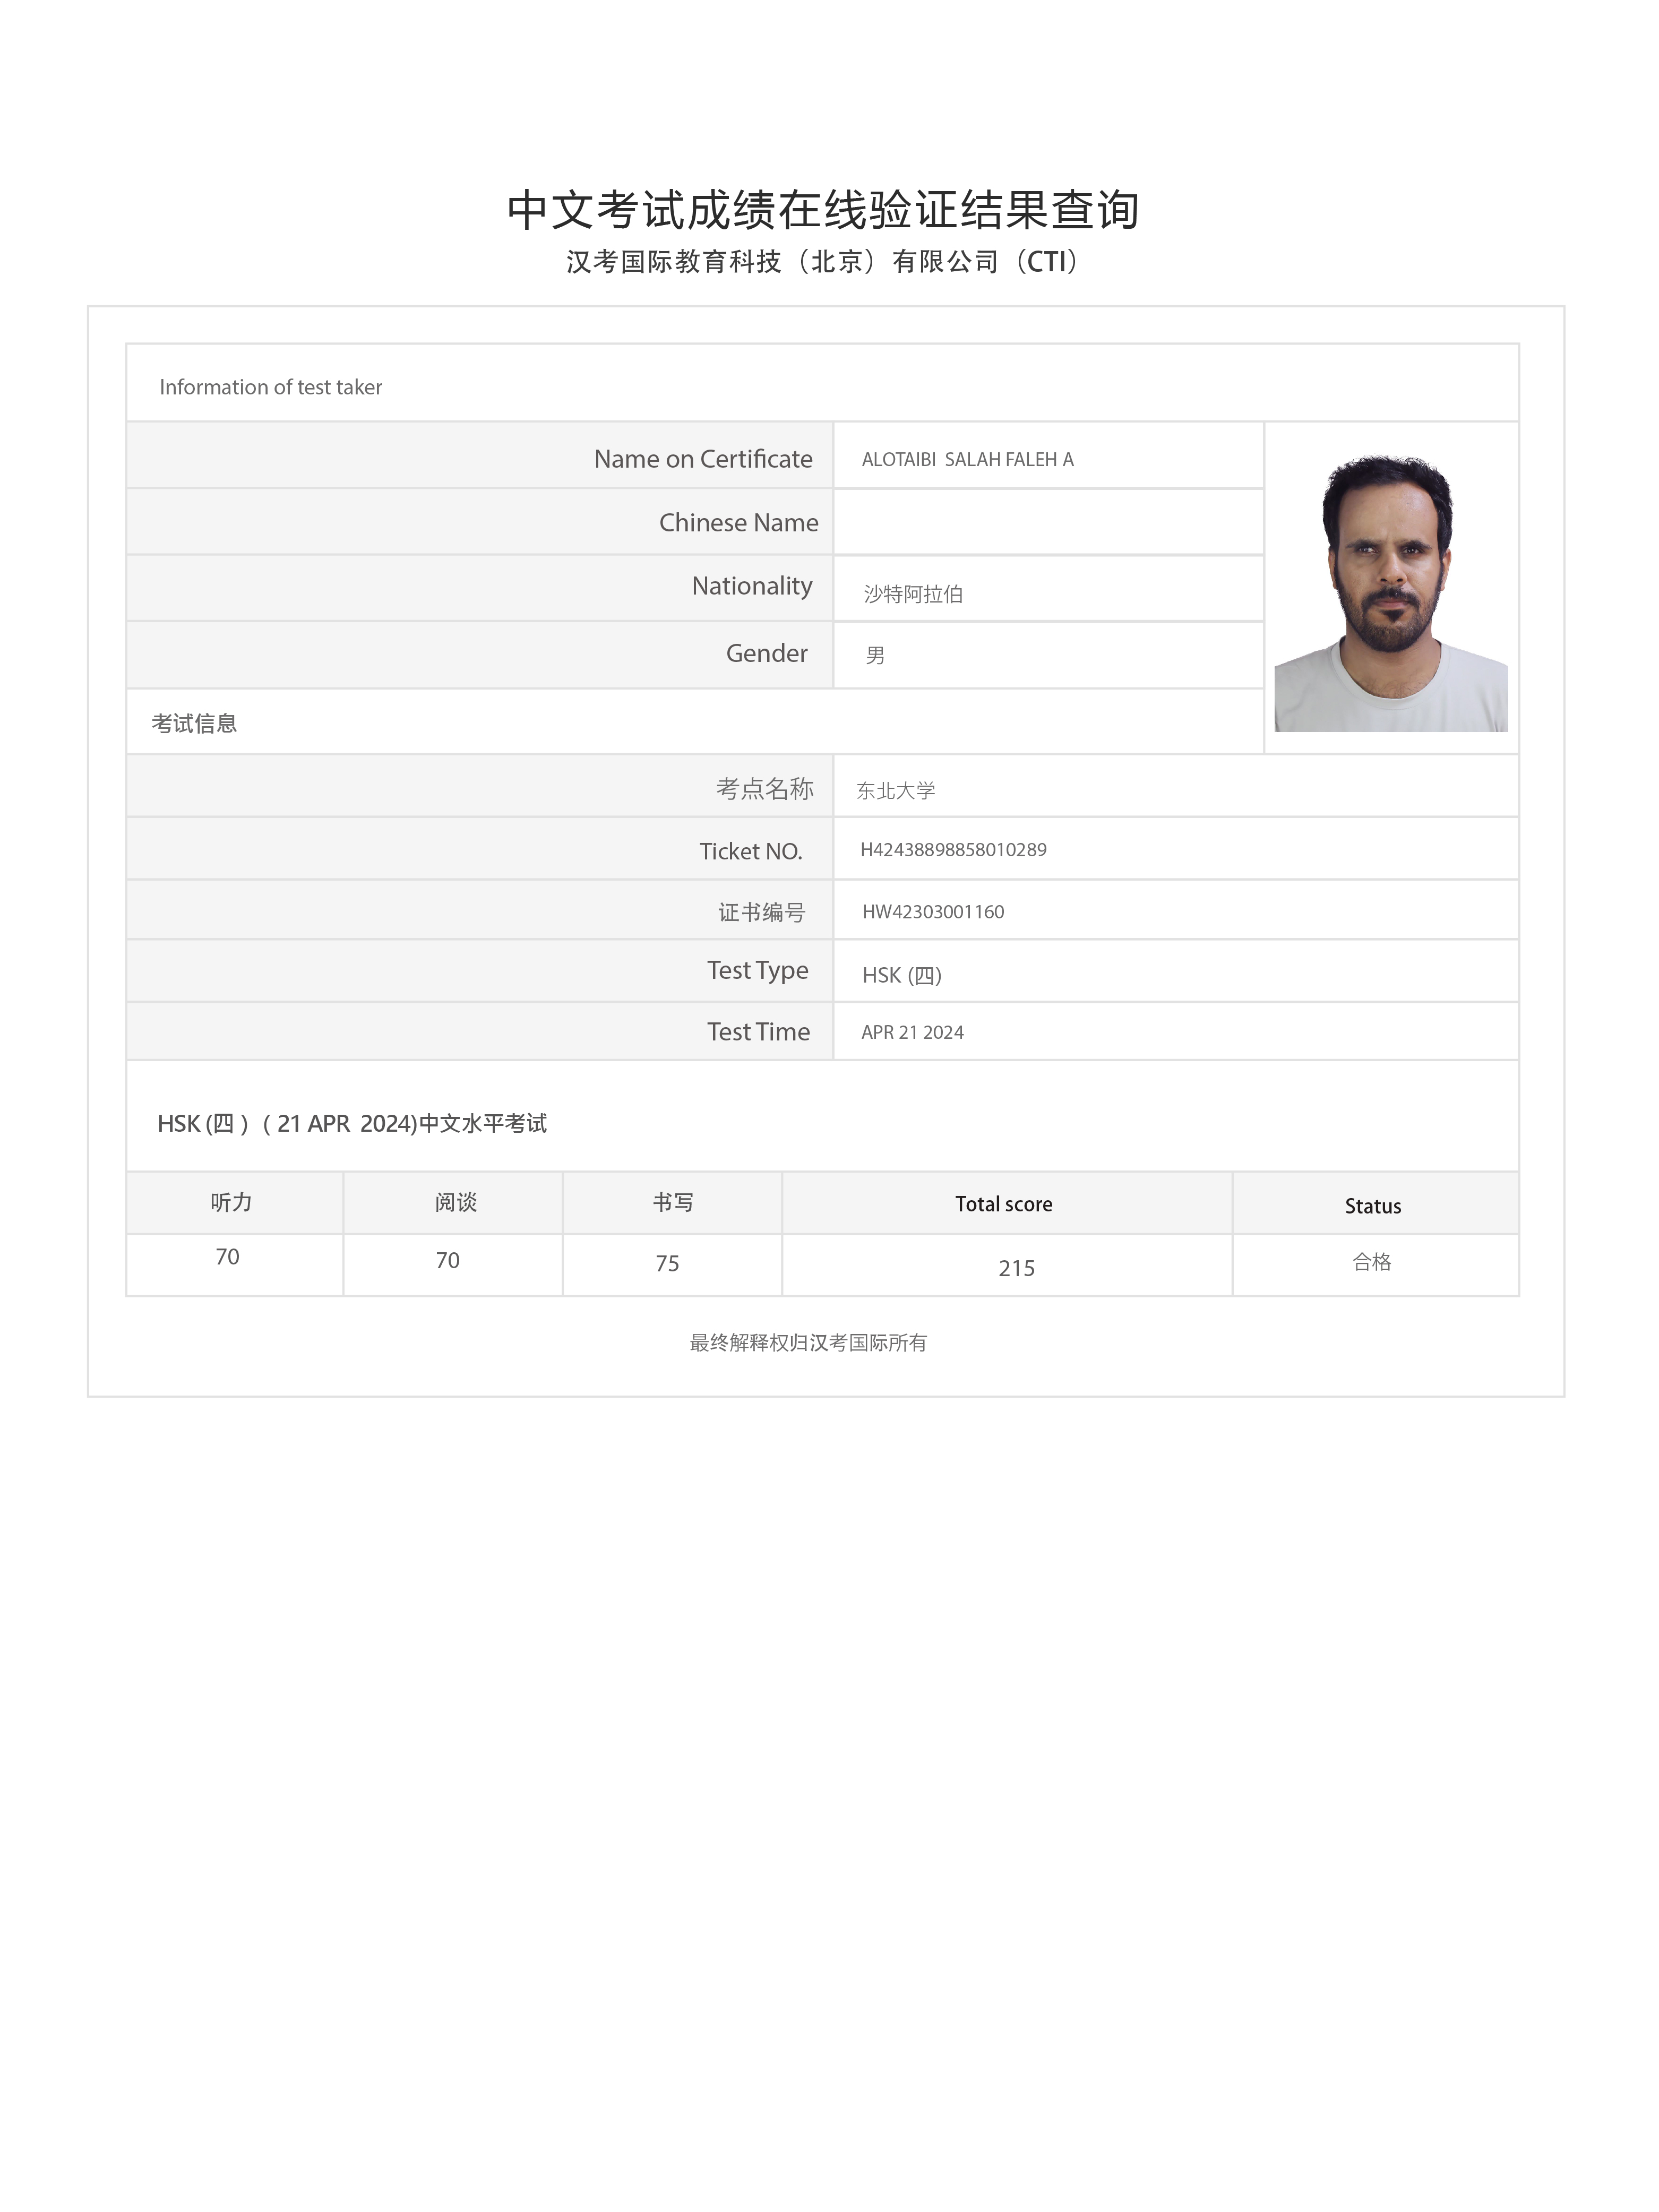 中文考试成绩在线验证结果查询
汉考国际教育科技（北京）有限公司（CTI）
Information of test taker
Name on Certificate ALOTAIBI SALAH FALEH A
Chinese Name
Nationality 沙特阿拉伯
Gender 男
考试信息
考点名称 东北大学
Ticket NO. H42438898858010289
证书编号 HW42303001160
Test Type HSK (四)
Test Time APR 21 2024
HSK (四 ) ( 21 APR 2024)中文水平考试
听力 阅谈 书写 Total score Status
70 70 75 215 合格
最终解释权归汉考国际所有